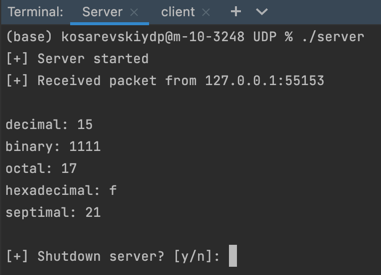 Terminal: Server × client × +
(base) kosarevskiydp@m-10-3248 UDP % ./server
[+] Server started
[+] Received packet from 127.0.0.1:55153
decimal: 15
binary: 1111
octal: 17
hexadecimal: f
septimal: 21
[+] Shutdown server? [y/n]: